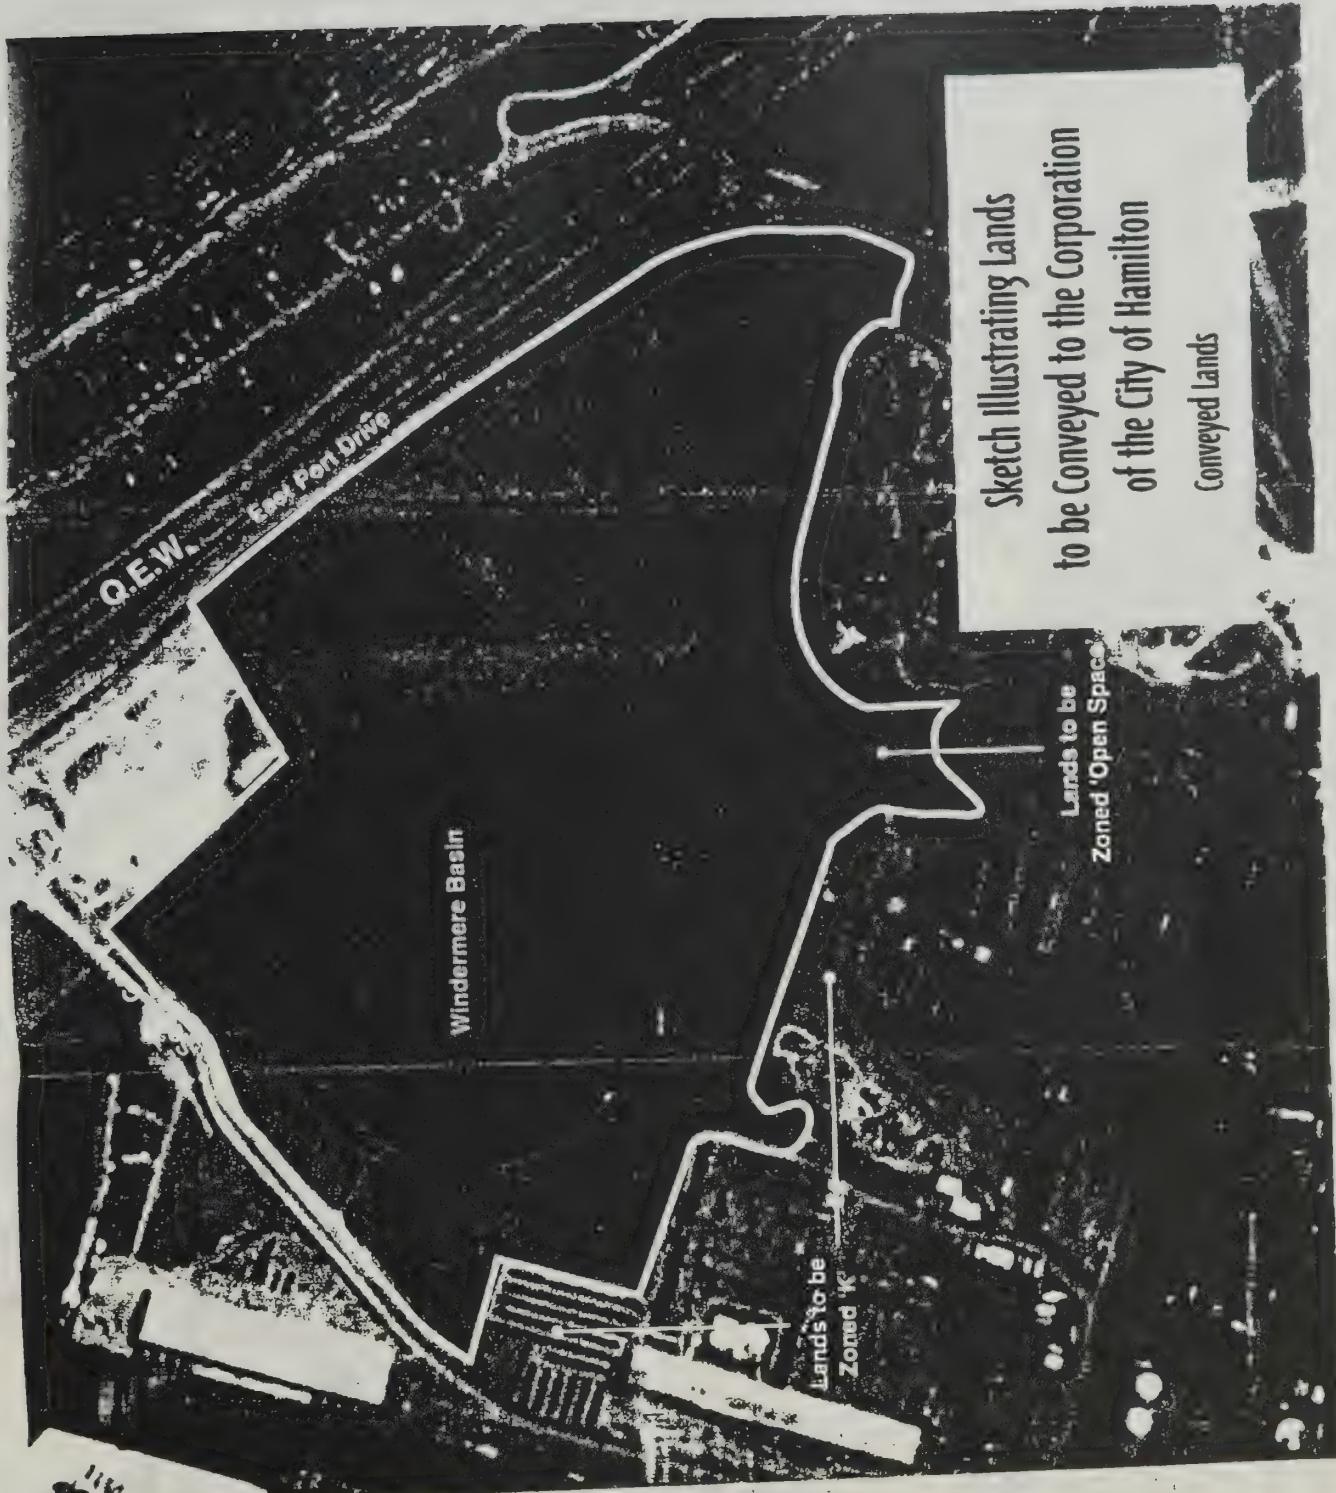 Sketch Illustrating Lands
to be Conveyed to the Corporation
of the City of Hamilton
Conveyed Lands
Q.E.W.
East Port Drive
Windermere Basin
Lands to be
Zoned 'Open Space
Lands to be
Zoned 'K'